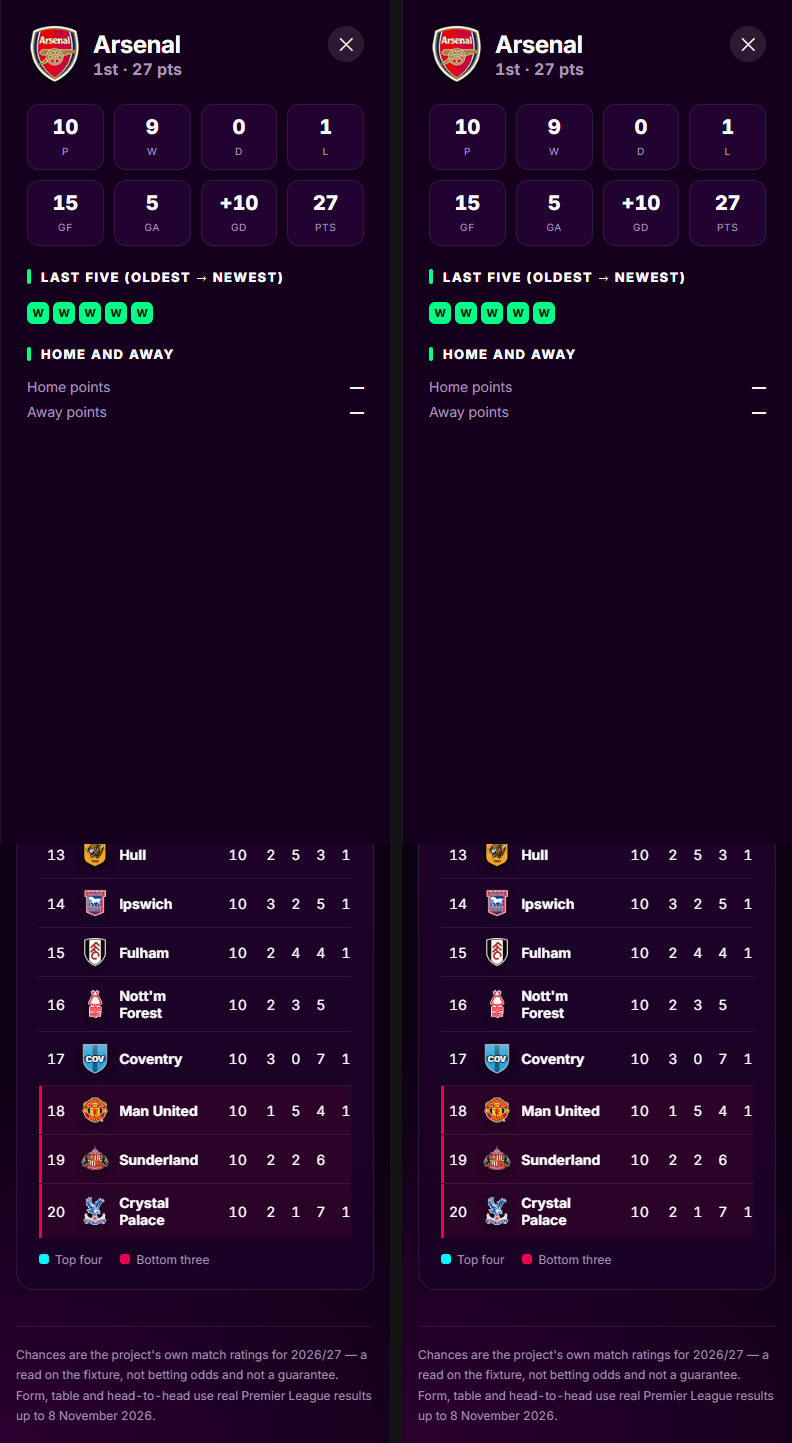 Arsenal
Arsenal
1st · 27 pts
10 9 0 1
P W D L
15 5 +10 27
GF GA GD PTS
LAST FIVE (OLDEST → NEWEST)
W W W W W
HOME AND AWAY
Home points —
Away points —
13 Hull 10 2 5 3 1
14 Ipswich 10 3 2 5 1
15 Fulham 10 2 4 4 1
16 Nott'm
Forest 10 2 3 5
17 COV Coventry 10 3 0 7 1
18 Man United 10 1 5 4 1
19 Sunderland 10 2 2 6
20 Crystal
Palace 10 2 1 7 1
Top four Bottom three
Chances are the project's own match ratings for 2026/27 — a
read on the fixture, not betting odds and not a guarantee.
Form, table and head-to-head use real Premier League results
up to 8 November 2026.
Arsenal
Arsenal
1st · 27 pts
10 9 0 1
P W D L
15 5 +10 27
GF GA GD PTS
LAST FIVE (OLDEST → NEWEST)
W W W W W
HOME AND AWAY
Home points —
Away points —
13 Hull 10 2 5 3 1
14 Ipswich 10 3 2 5 1
15 Fulham 10 2 4 4 1
16 Nott'm
Forest 10 2 3 5
17 COV Coventry 10 3 0 7 1
18 Man United 10 1 5 4 1
19 Sunderland 10 2 2 6
20 Crystal
Palace 10 2 1 7 1
Top four Bottom three
Chances are the project's own match ratings for 2026/27 — a
read on the fixture, not betting odds and not a guarantee.
Form, table and head-to-head use real Premier League results
up to 8 November 2026.